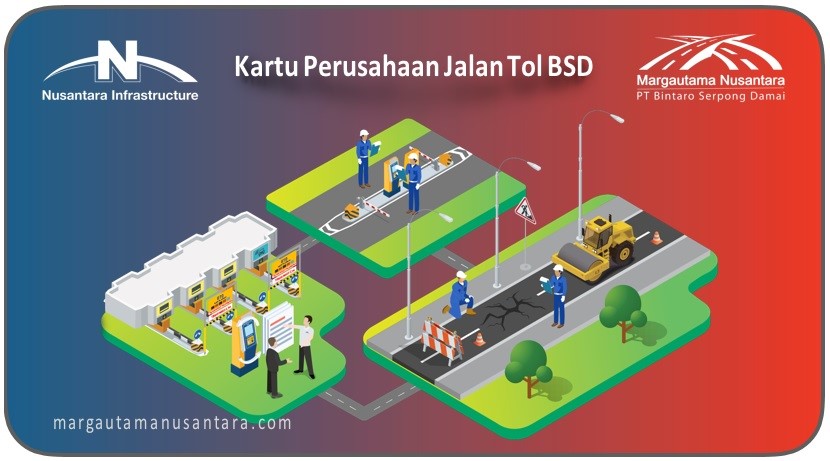 Nusantara Infrastructure
Kartu Perusahaan Jalan Tol BSD
Margautama Nusantara
PT Bintaro Serpong Damai
margautamanusantara.com